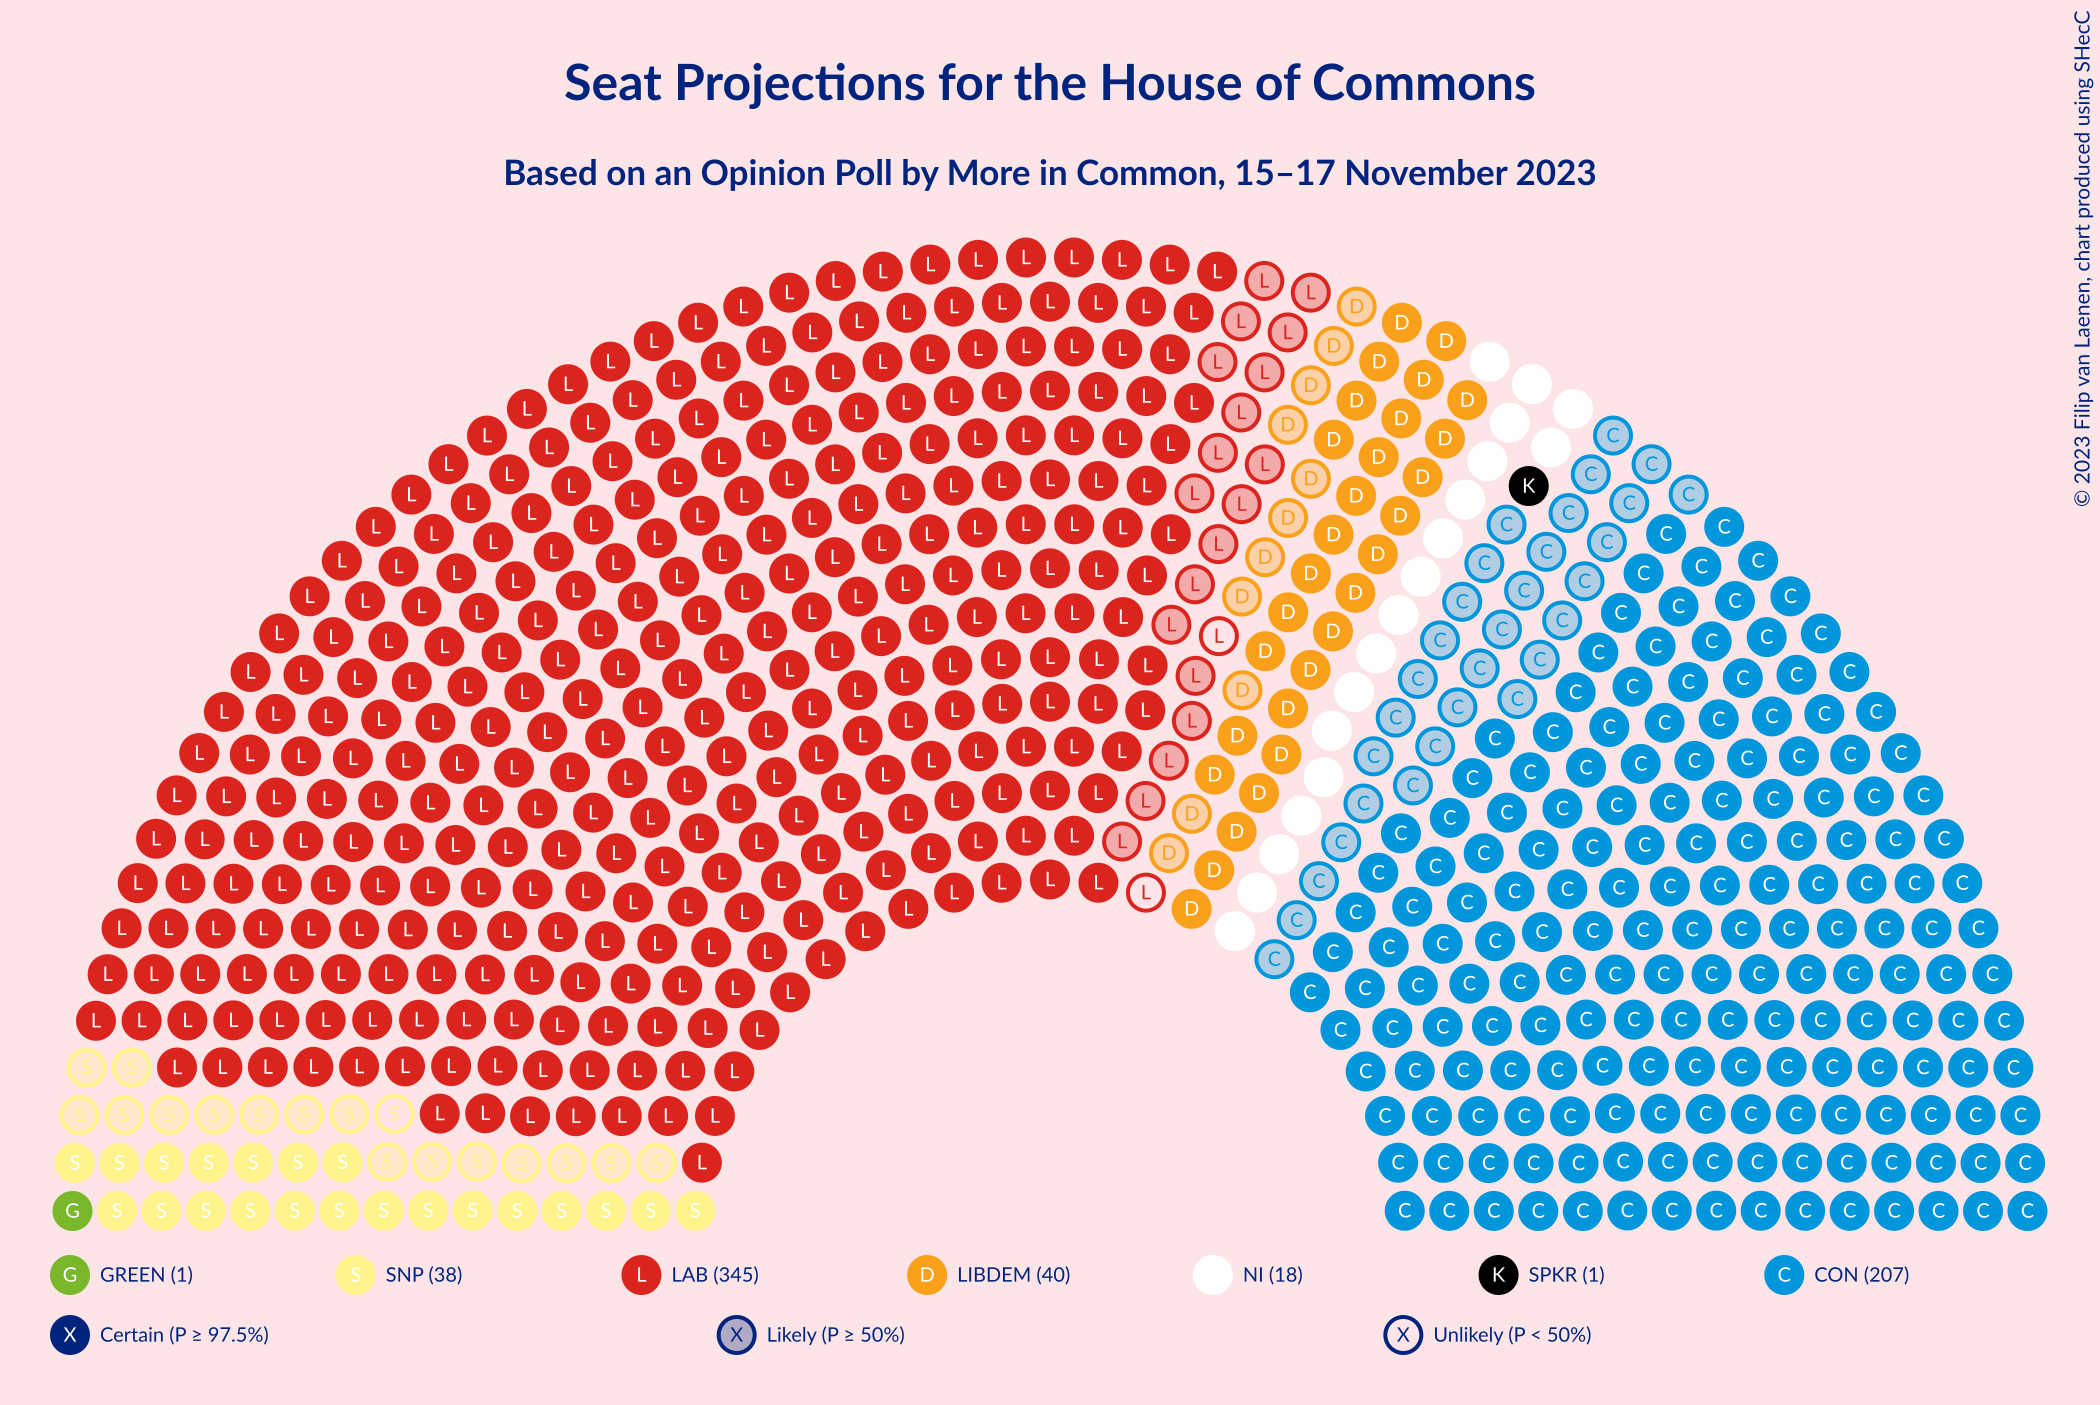 Seat Projections for the House of Commons
Based on an Opinion Poll by More in Common, 15–17 November 2023
© 2023 Filip van Laenen, chart produced using SHecC
G GREEN (1) S SNP (38) L LAB (345) D LIBDEM (40) NI (18) K SPKR (1) C CON (207)
X Certain (P ≥ 97.5%) X Likely (P ≥ 50%) X Unlikely (P < 50%)